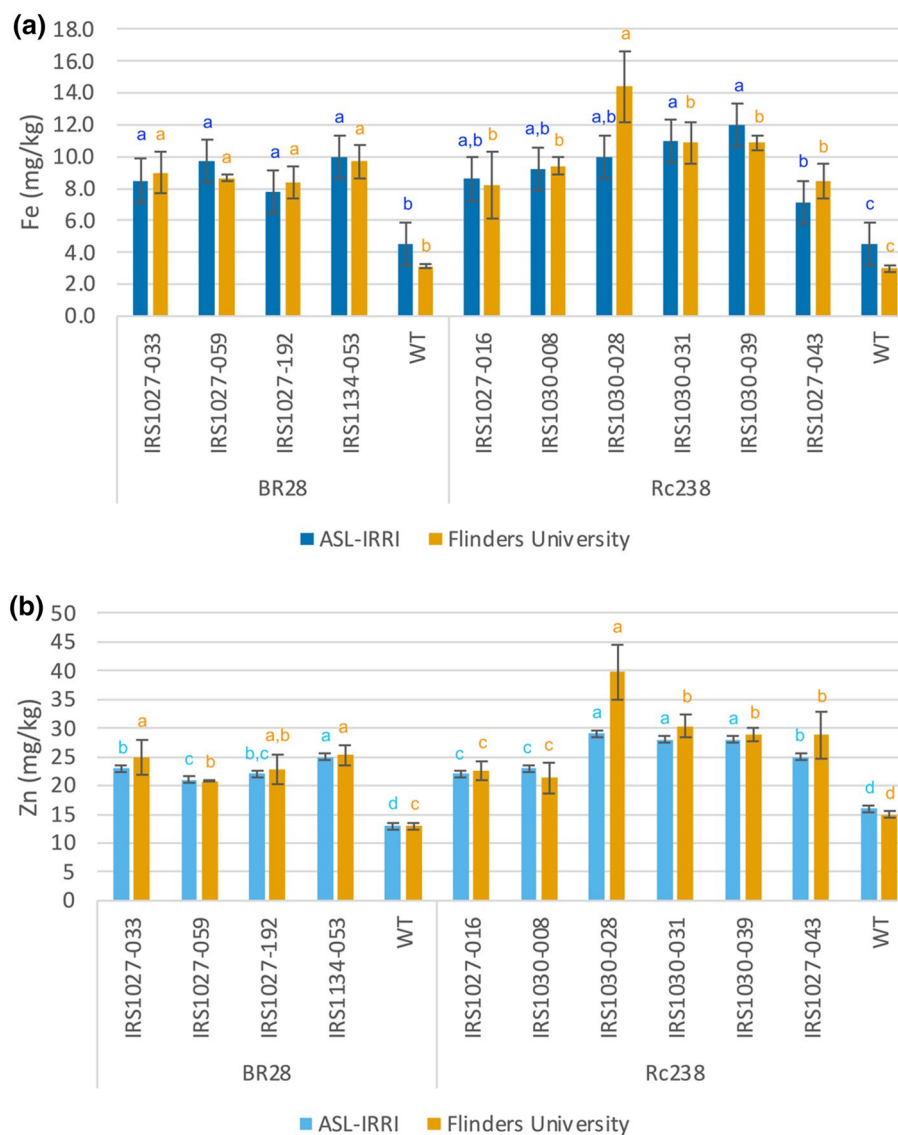 (a)
18.0
16.0
14.0
12.0
10.0
8.0
6.0
4.0
2.0
0.0
Fe (mg/kg)
a a a a a a a a b b a,b b a,b b a,b a a b a b b b c c
IRS1027-033 IRS1027-059 IRS1027-192 IRS1134-053 WT IRS1027-016 IRS1030-008 IRS1030-028 IRS1030-031 IRS1030-039 IRS1027-043 WT
BR28 Rc238
ASL-IRRI Flinders University
(b)
50
45
40
35
30
25
20
15
10
5
0
Zn (mg/kg)
b a c b b,c a,b a a d c c c c c a a a b a b b b d d
IRS1027-033 IRS1027-059 IRS1027-192 IRS1134-053 WT IRS1027-016 IRS1030-008 IRS1030-028 IRS1030-031 IRS1030-039 IRS1027-043 WT
BR28 Rc238
ASL-IRRI Flinders University